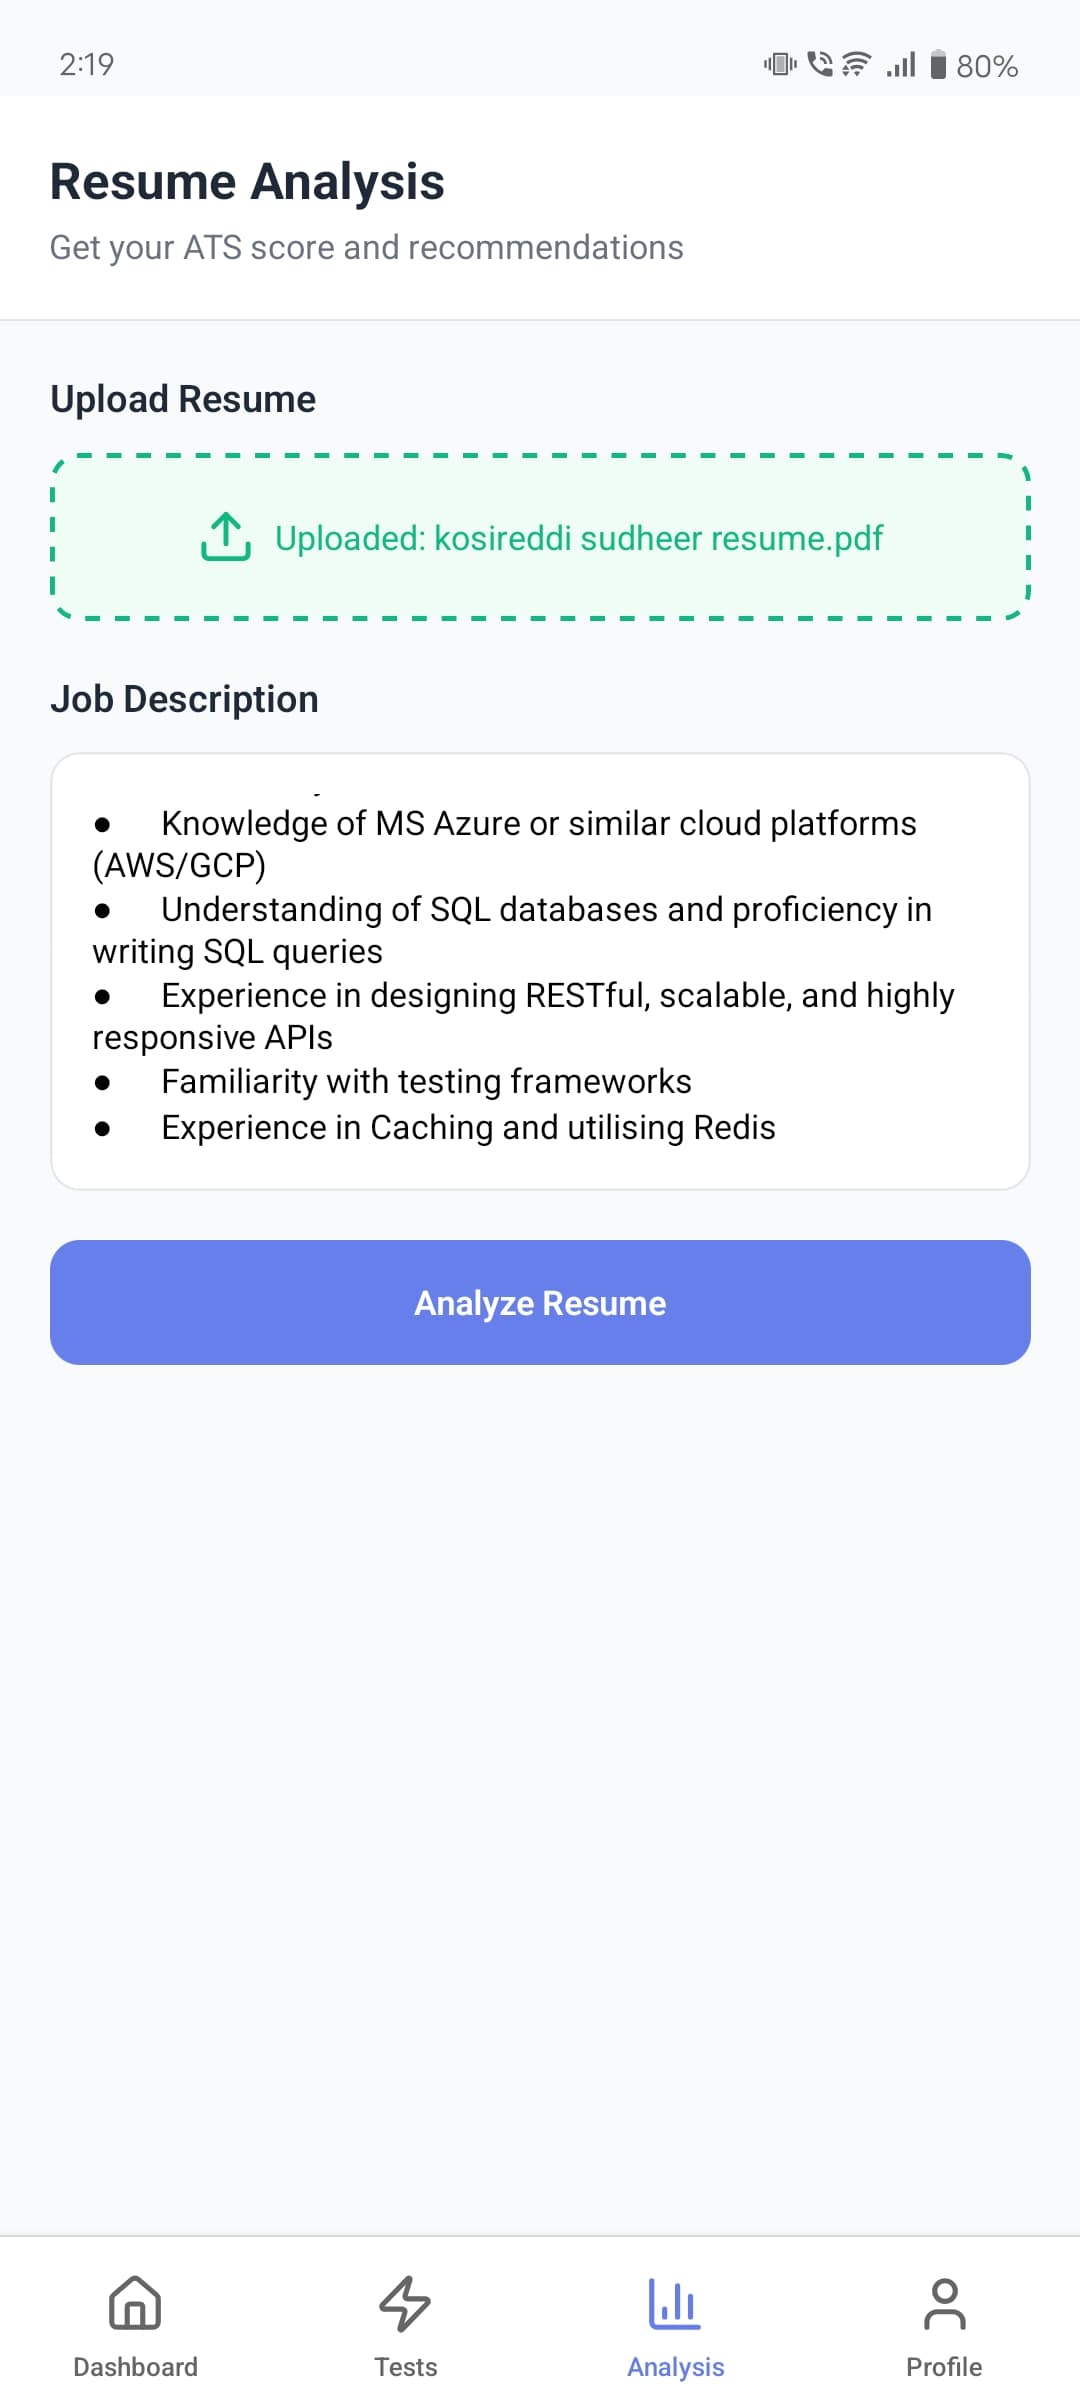 2:19
80%
Resume Analysis
Get your ATS score and recommendations
Upload Resume
Uploaded: kosireddi sudheer resume.pdf
Job Description
● Knowledge of MS Azure or similar cloud platforms
(AWS/GCP)
● Understanding of SQL databases and proficiency in
writing SQL queries
● Experience in designing RESTful, scalable, and highly
responsive APIs
● Familiarity with testing frameworks
● Experience in Caching and utilising Redis
Analyze Resume
Dashboard
Tests
Analysis
Profile